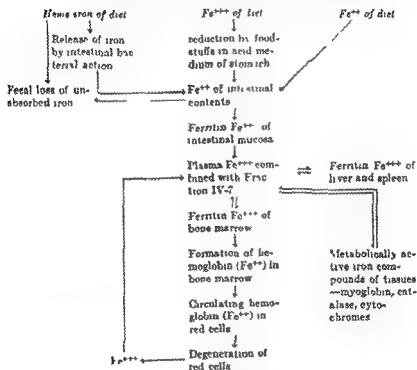 Heme iron of diet
Fe+++ of diet
Fe++ of diet
Release of iron
by intestinal bac
terial action
reduction by food-
stuffs in acid me-
dium of stomach
Fecal loss of un-
absorbed iron
Fe++ of intestinal
contents
Ferritin Fe+++ of
intestinal mucosa
Plasma Fe+++ com-
bined with Frac
tion IV-7
Ferritin Fe+++ of
liver and spleen
Ferritin Fe+++ of
bone marrow
Formation of he-
moglobin (Fe++) in
bone marrow
Metabolically ac-
tive iron com-
pounds of tissues
—myoglobin, cat-
alase, cyto-
chromes
Circulating hemo-
globin (Fe++) in
red cells
Fe+++
Degeneration of
red cells